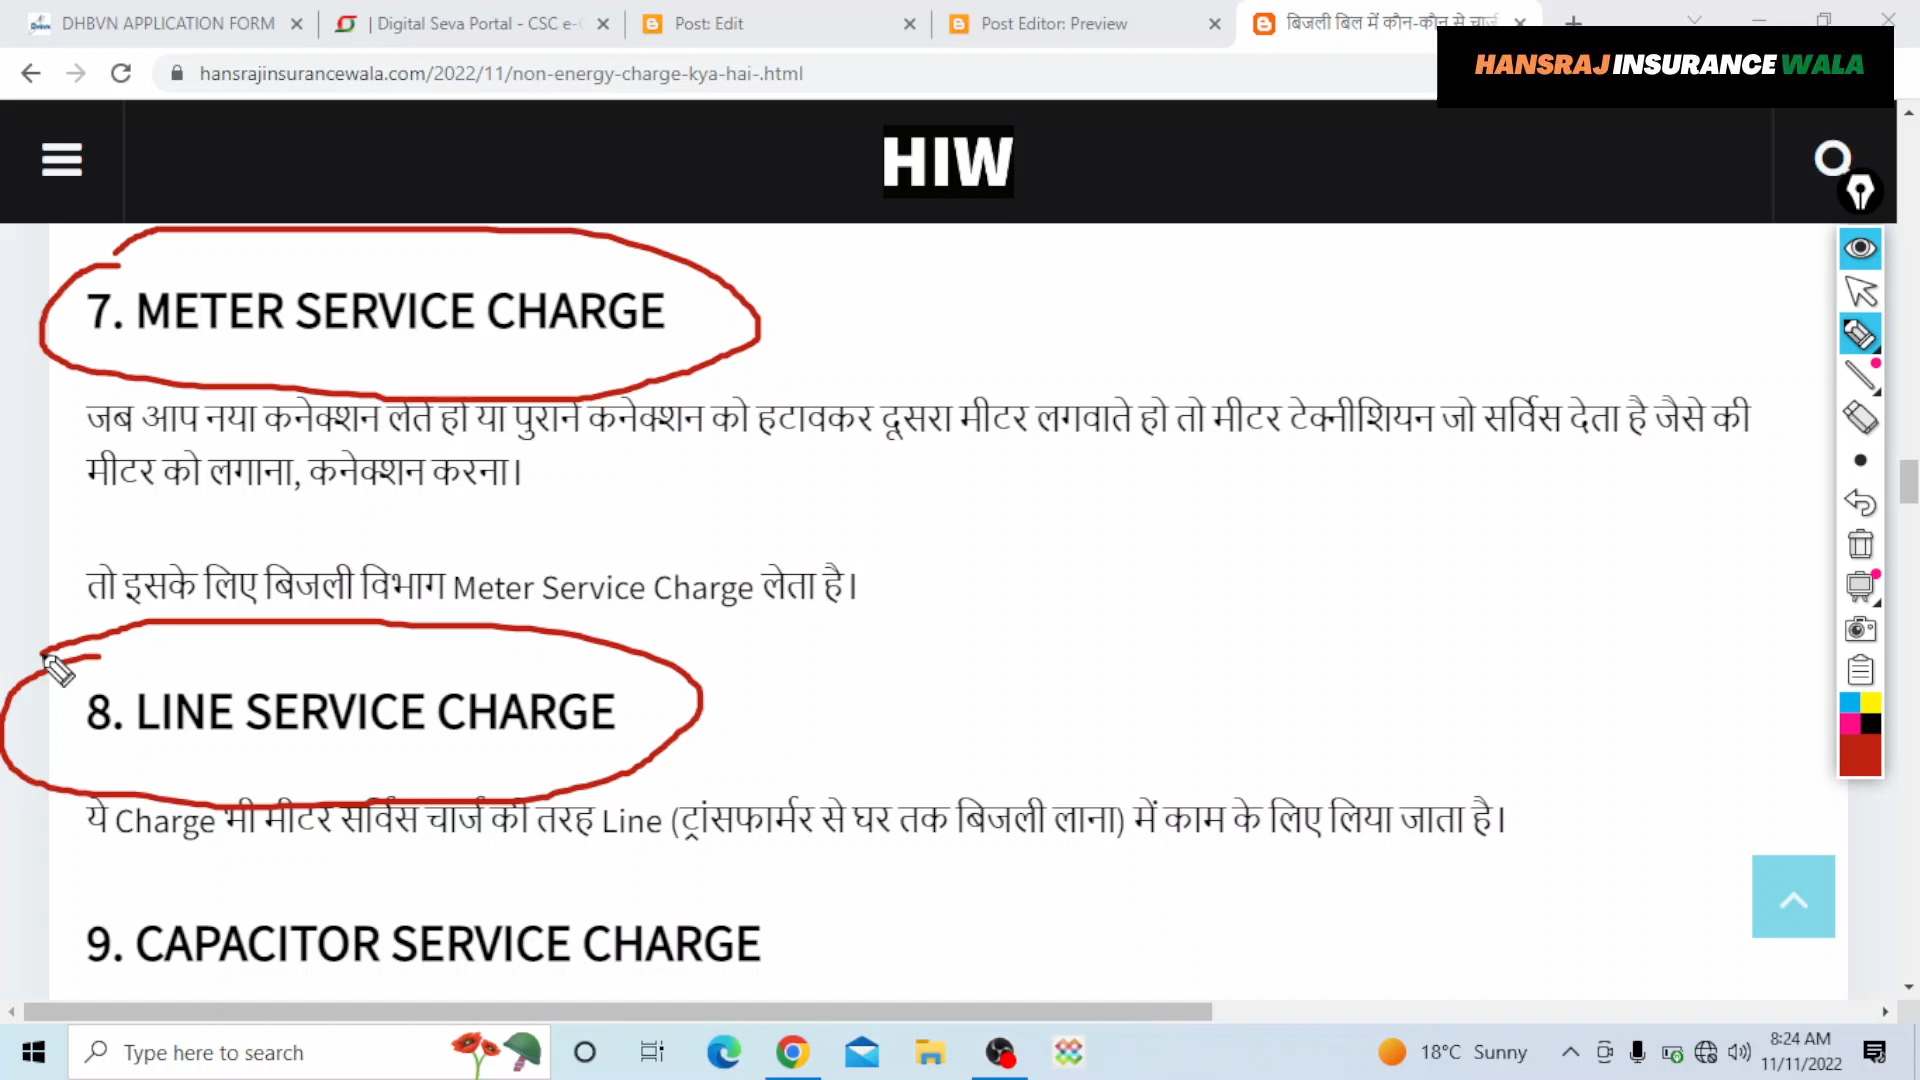 DHBVN APPLICATION FORM
| Digital Seva Portal - CSC e-
Post: Edit
Post Editor: Preview
बिजली बिल में कौन-कौन से चार्ज
hansrajinsurancewala.com/2022/11/non-energy-charge-kya-hai-.html
HANSRAJ INSURANCE WALA
HIW
7. METER SERVICE CHARGE
जब आप नया कनेक्शन लेते हो या पुराने कनेक्शन को हटावकर दूसरा मीटर लगवाते हो तो मीटर टेक्नीशियन जो सर्विस देता है जैसे की
मीटर को लगाना, कनेक्शन करना।
तो इसके लिए बिजली विभाग Meter Service Charge लेता है।
8. LINE SERVICE CHARGE
ये Charge भी मीटर सर्विस चार्ज की तरह Line (ट्रांसफार्मर से घर तक बिजली लाना) में काम के लिए लिया जाता है।
9. CAPACITOR SERVICE CHARGE
Type here to search
18°C Sunny
8:24 AM
11/11/2022